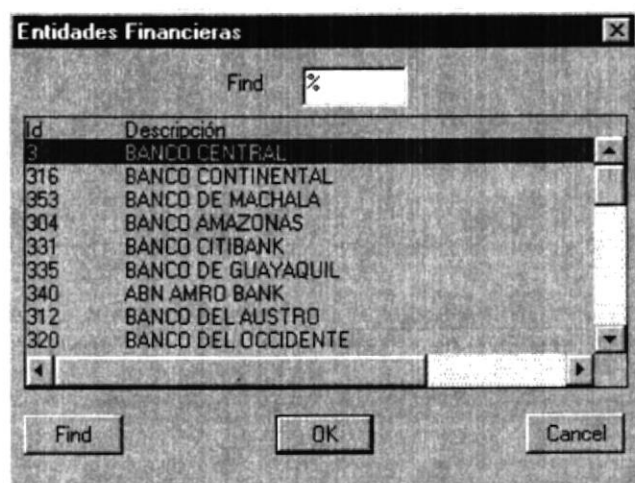 Entidades Financieras
Find %
Id Descripción
3 BANCO CENTRAL
316 BANCO CONTINENTAL
353 BANCO DE MACHALA
304 BANCO AMAZONAS
331 BANCO CITIBANK
335 BANCO DE GUAYAQUIL
340 ABN AMRO BANK
312 BANCO DEL AUSTRO
320 BANCO DEL OCCIDENTE
Find OK Cancel